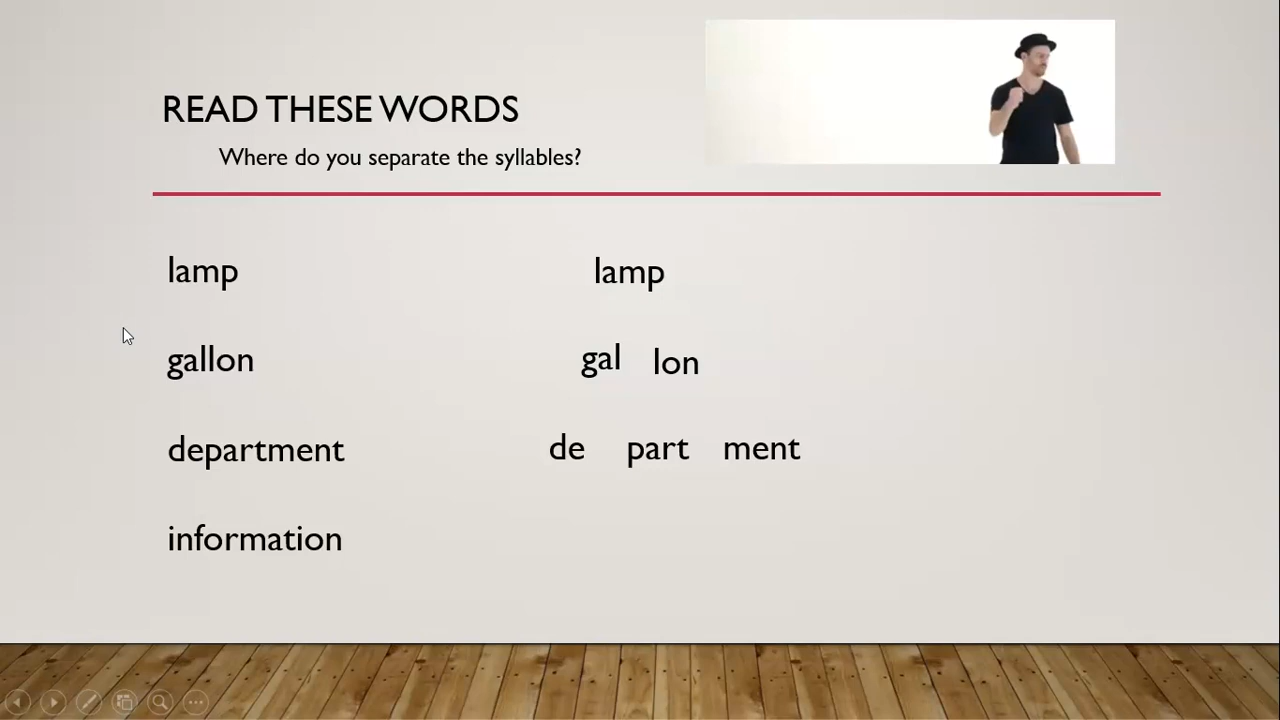 READ THESE WORDS
Where do you separate the syllables?
lamp
lamp
gallon
gal lon
department
de part ment
information